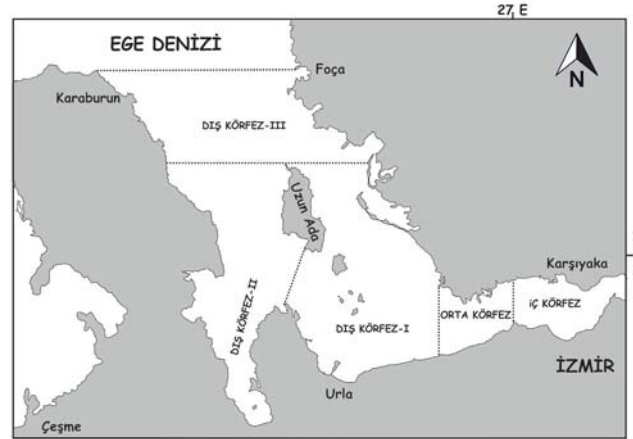 27 E
EGE DENİZİ
Foça
N
Karaburun
DIŞ KÖRFEZ-III
Uzun Ada
Karşıyaka
DIŞ KÖRFEZ-II
DIŞ KÖRFEZ-I
ORTA KÖRFEZ
iÇ KÖRFEZ
İZMİR
Urla
Çeşme